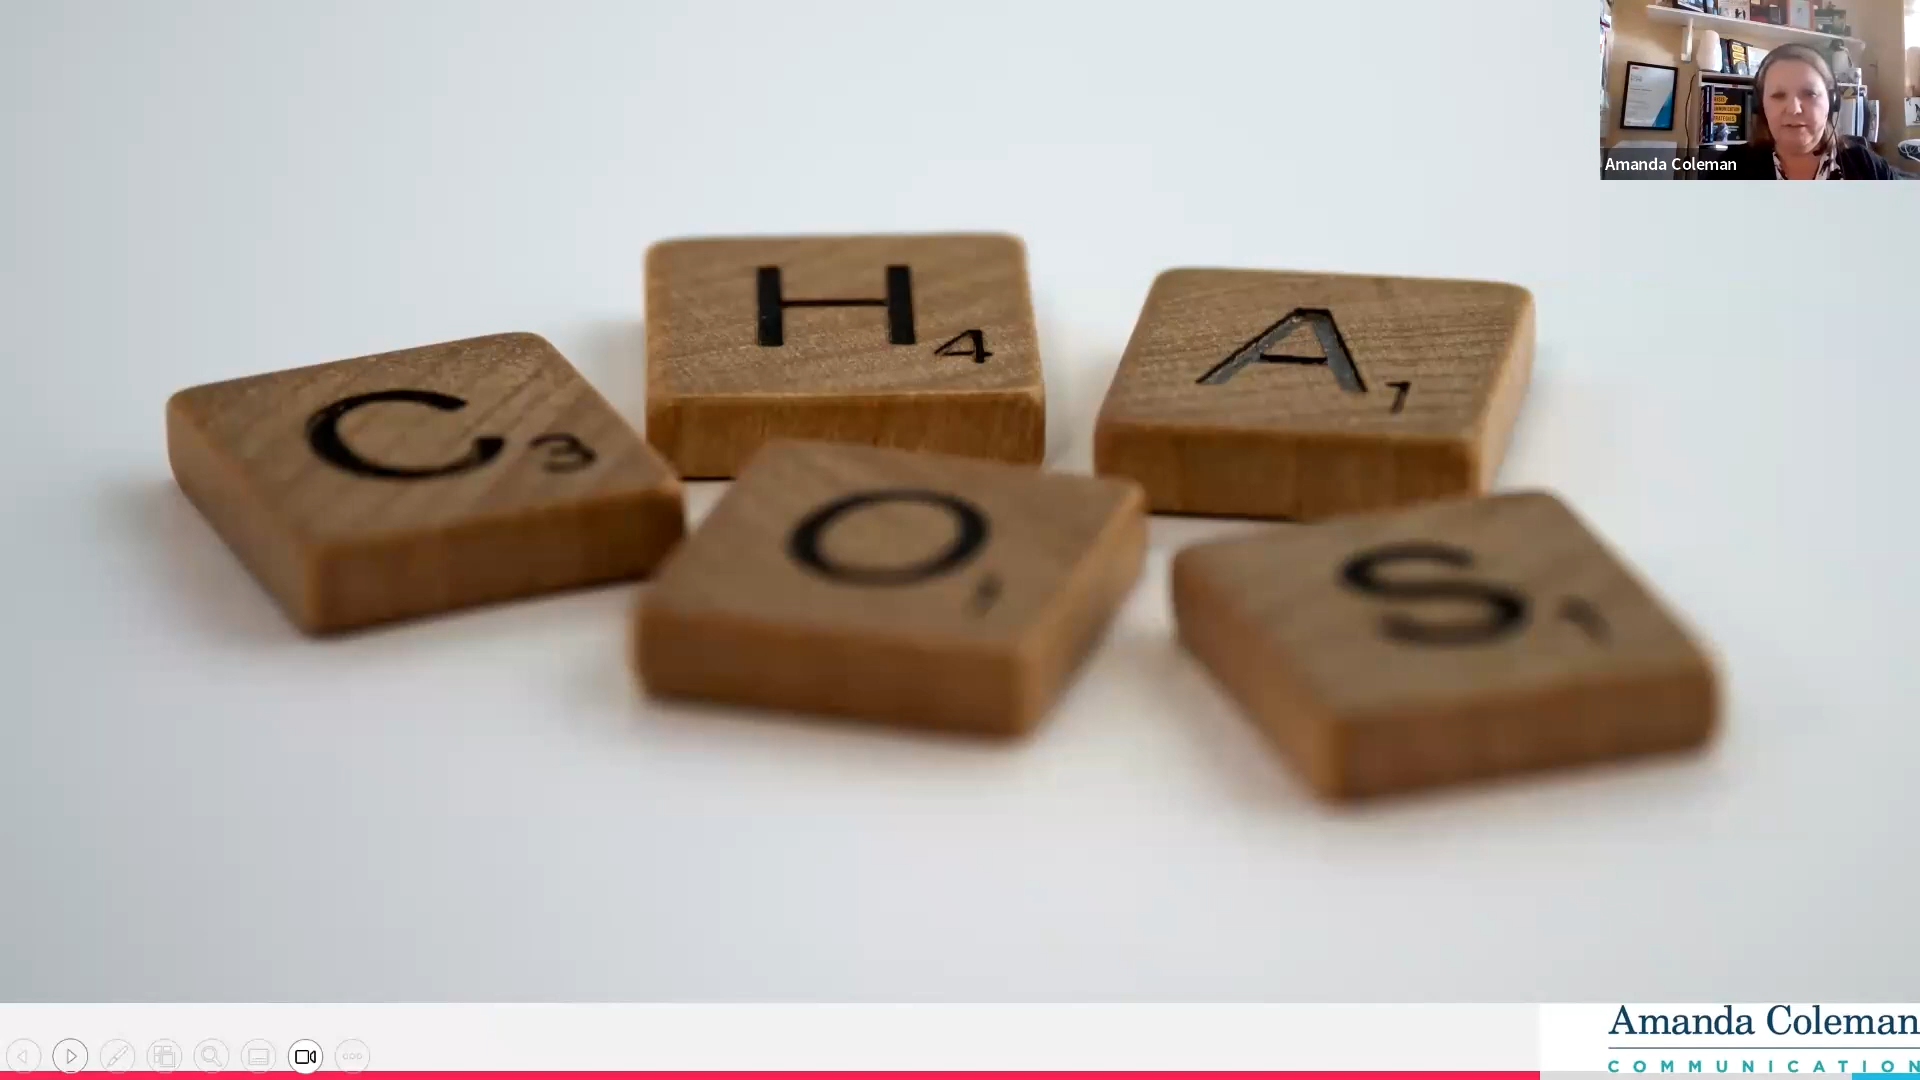 Amanda Coleman
H4
A1
C3
O1
S1
Amanda Coleman
COMMUNICATION